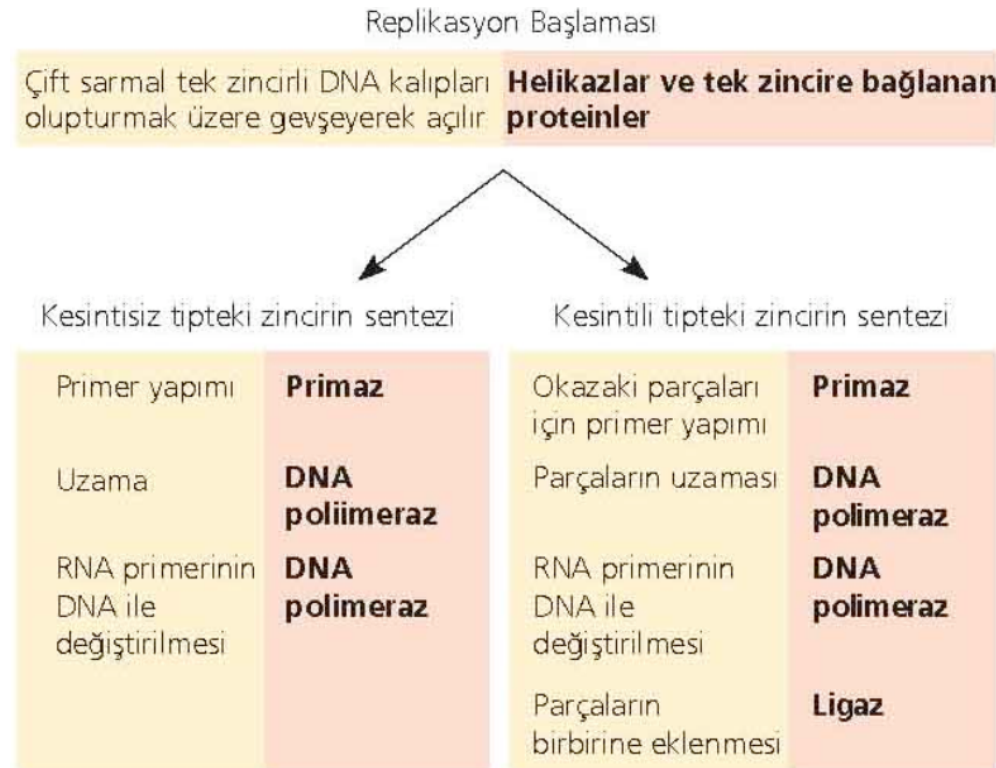 Replikasyon Başlaması
Çift sarmal tek zincirli DNA kalıpları
olupturmak üzere gevşeyerek açılır
Helikazlar ve tek zincire bağlanan
proteinler
Kesintisiz tipteki zincirin sentezi
Primer yapımı
Primaz
Uzama
DNA
poliimeraz
RNA primerinin
DNA ile
değiştirilmesi
DNA
polimeraz
Kesintili tipteki zincirin sentezi
Okazaki parçaları
için primer yapımı
Primaz
Parçaların uzaması
DNA
polimeraz
RNA primerinin
DNA ile
değiştirilmesi
DNA
polimeraz
Parçaların
birbirine eklenmesi
Ligaz